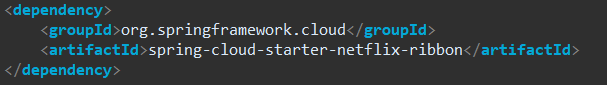 <dependency>
    <groupId>org.springframework.cloud</groupId>
    <artifactId>spring-cloud-starter-netflix-ribbon</artifactId>
</dependency>